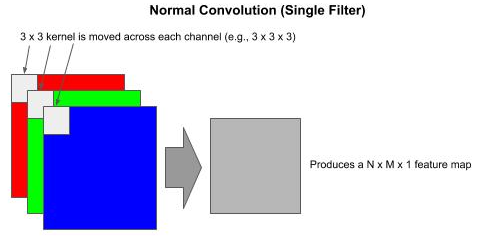 Normal Convolution (Single Filter)
3 x 3 kernel is moved across each channel (e.g., 3 x 3 x 3)
Produces a N x M x 1 feature map